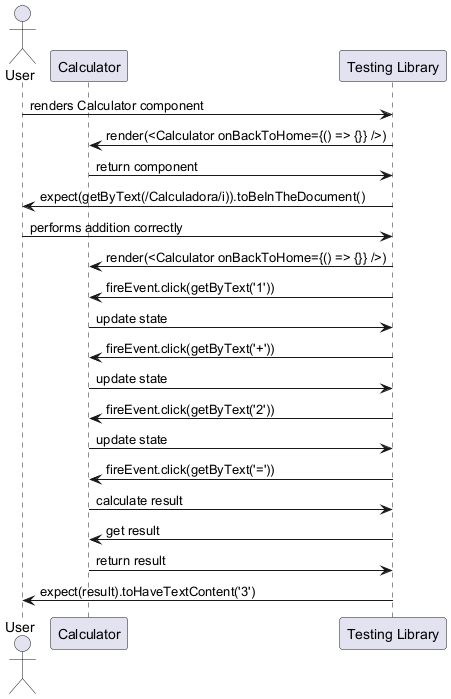 User
Calculator
Testing Library
renders Calculator component
render(<Calculator onBackToHome={() => {}} />)
return component
expect(getByText(/Calculadora/i)).toBeInTheDocument()
performs addition correctly
render(<Calculator onBackToHome={() => {}} />)
fireEvent.click(getByText('1'))
update state
fireEvent.click(getByText('+'))
update state
fireEvent.click(getByText('2'))
update state
fireEvent.click(getByText('='))
calculate result
get result
return result
expect(result).toHaveTextContent('3')
User
Calculator
Testing Library